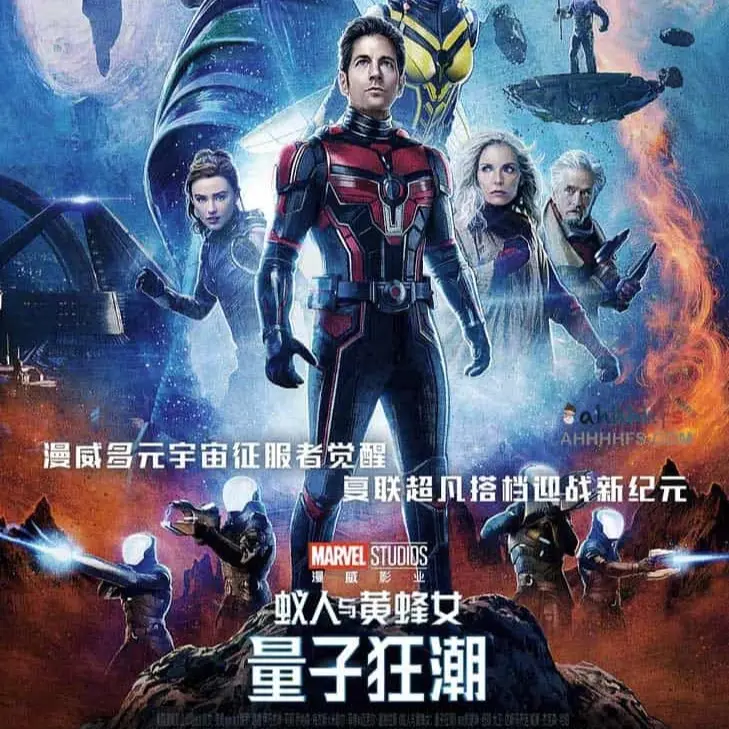 漫威多元宇宙征服者觉醒
复联超凡搭档迎战新纪元
AHHHHFS.COM
MARVEL STUDIOS
漫威影业
蚁人与黄蜂女
量子狂潮